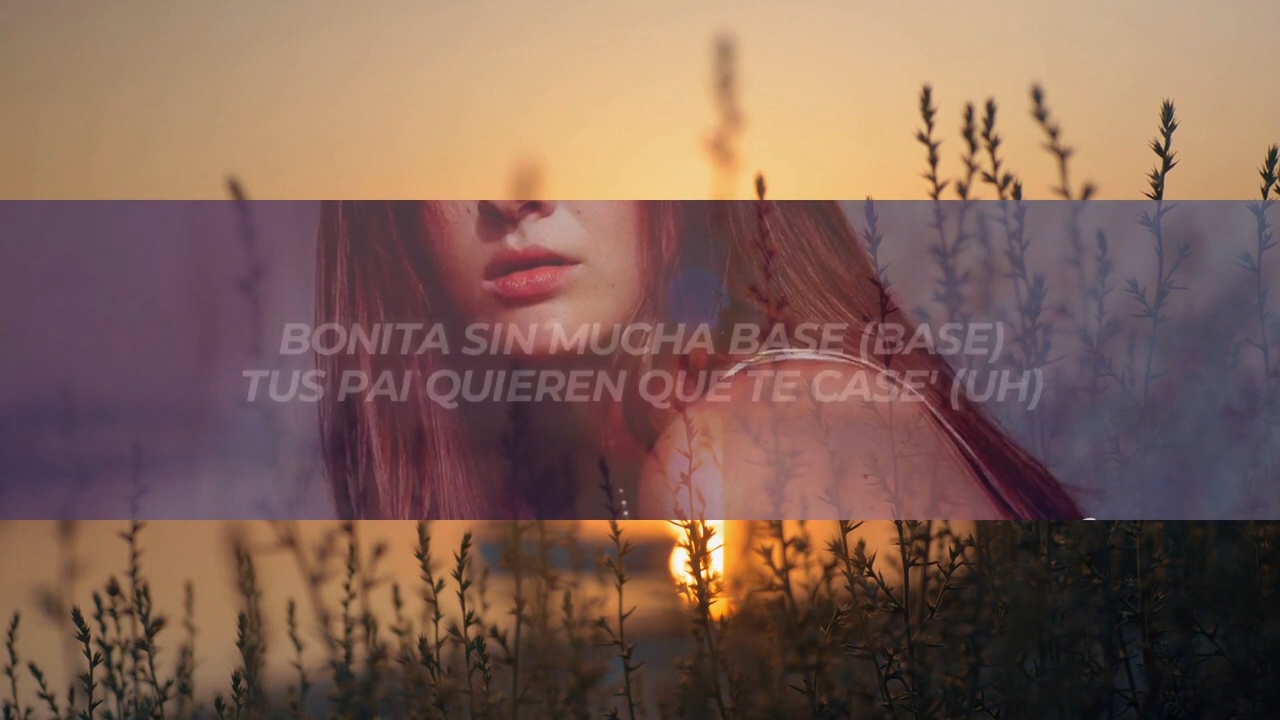 BONITA SIN MUCHA BASE (BASE)
TUS PAI QUIEREN QUE TE CASE' (UH)